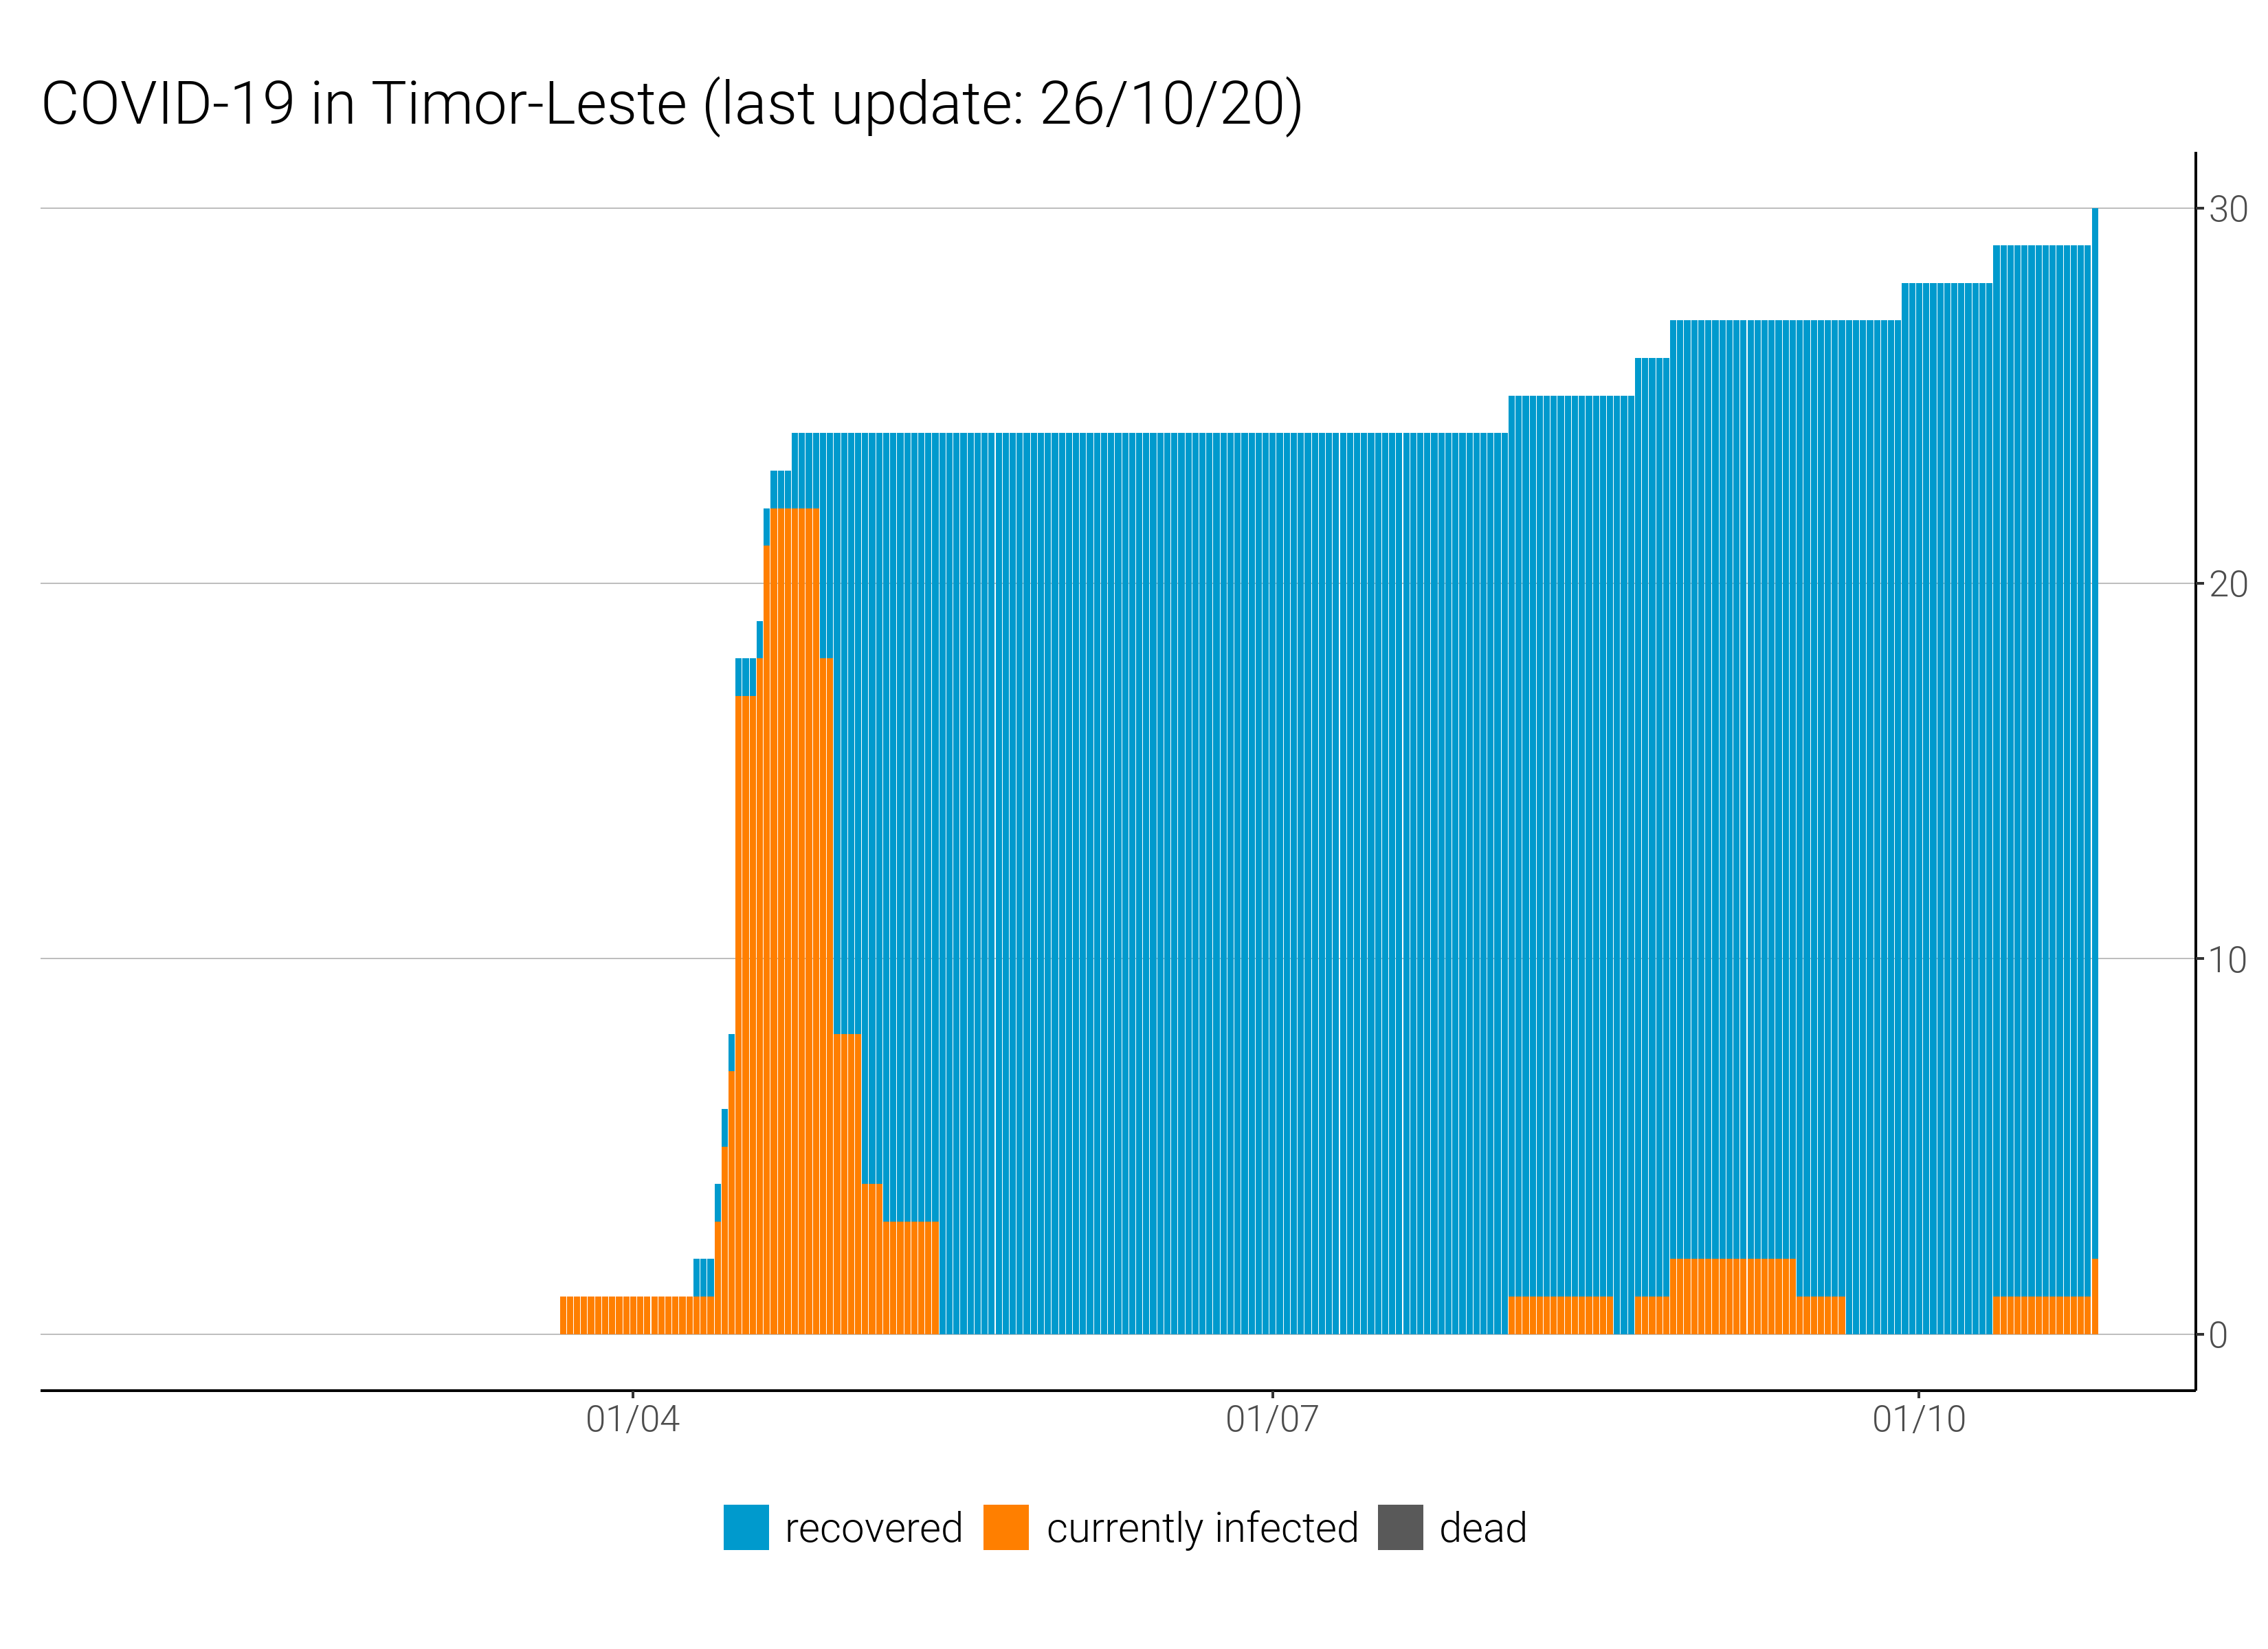 COVID-19 in Timor-Leste (last update: 26/10/20)
30
20
10
0
01/04 01/07 01/10
recovered currently infected dead